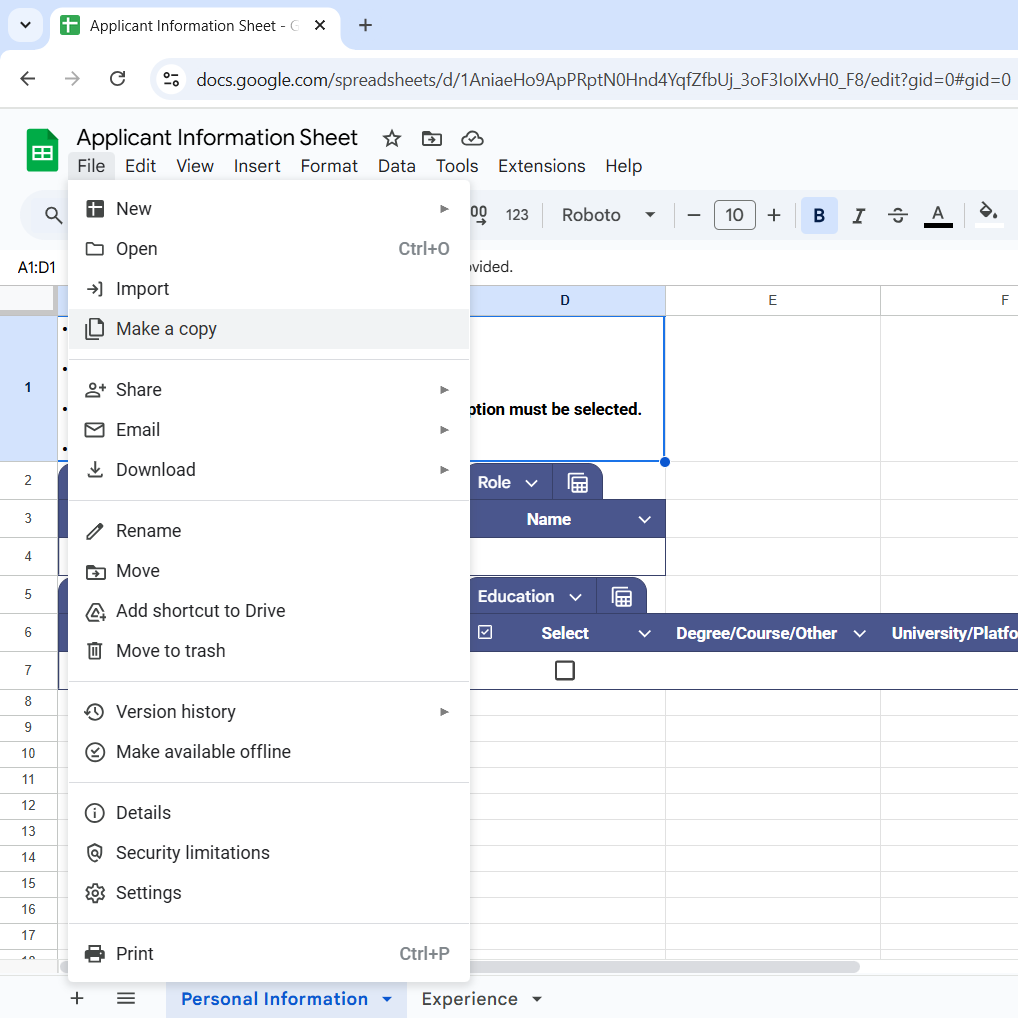 Applicant Information Sheet - G
docs.google.com/spreadsheets/d/1AniaeHo9ApPRptN0Hnd4YqfZfbUj_3oF3IoIXvH0_F8/edit?gid=0#gid=0
Applicant Information Sheet
File Edit View Insert Format Data Tools Extensions Help
New 00 123 Roboto 10 B I S A
Open Ctrl+O
A1:D1 ovided.
Import
D E F
Make a copy
1
Share
ption must be selected.
Email
Download
2 Role
3 Name
Rename
4
Move
5 Education
Add shortcut to Drive
6 Select Degree/Course/Other University/Platfo
Move to trash
7
8
Version history
9
Make available offline
10
11
12
Details
13
Security limitations
14
15
Settings
16
17
Print Ctrl+P
18
Personal Information Experience